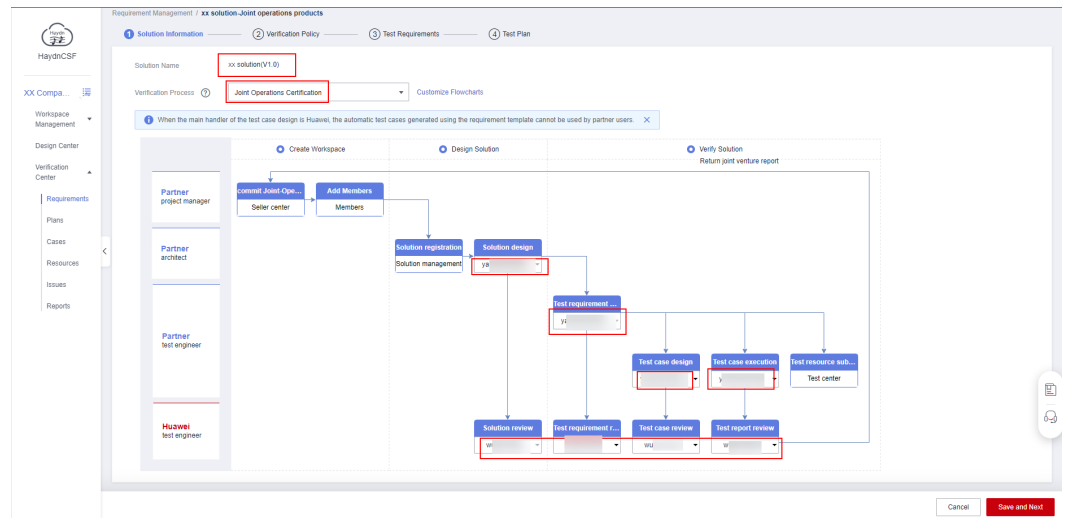 Requirement Management / xx solution-Joint operations products
Haydn
HaydnCSF
1 Solution Information
2 Verification Policy
3 Test Requirements
4 Test Plan
Solution Name
xx solution(V1.0)
XX Compa...
Verification Process ?
Joint Operations Certification
Customize Flowcharts
Workspace
Management
Design Center
Verification
Center
Requirements
Plans
Cases
Resources
Issues
Reports
When the main handler of the test case design is Huawei, the automatic test cases generated using the requirement template cannot be used by partner users.
Create Workspace
Design Solution
Verify Solution
Return joint venture report
Partner
project manager
commit Joint-Ope...
Seller center
Add Members
Members
Partner
architect
Solution registration
Solution management
Solution design
ya
Partner
test engineer
Test requirement ...
Test case design
Test case execution
y
Test resource sub...
Test center
Huawei
test engineer
Solution review
Test requirement r...
Test case review
wu
Test report review
w
Cancel
Save and Next